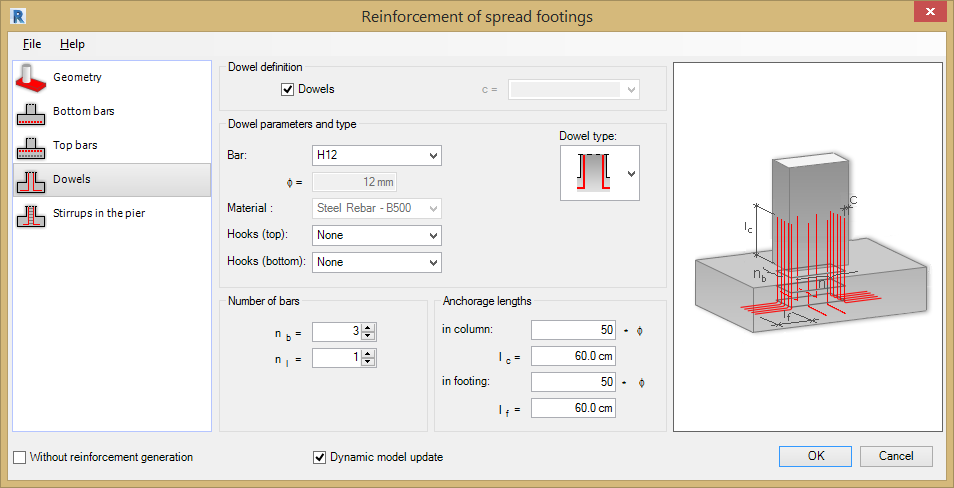 R
Reinforcement of spread footings
File Help
Geometry
Bottom bars
Top bars
Dowels
Stirrups in the pier
Dowel definition
Dowels
c =
Dowel parameters and type
Dowel type:
Bar: H12
ϕ = 12 mm
Material : Steel Rebar - B500
Hooks (top): None
Hooks (bottom): None
Number of bars
n b = 3
n l = 1
Anchorage lengths
in column: 50 * ϕ
l c = 60.0 cm
in footing: 50 * ϕ
l f = 60.0 cm
c
lc
nb
n
lf
Without reinforcement generation
Dynamic model update
OK
Cancel